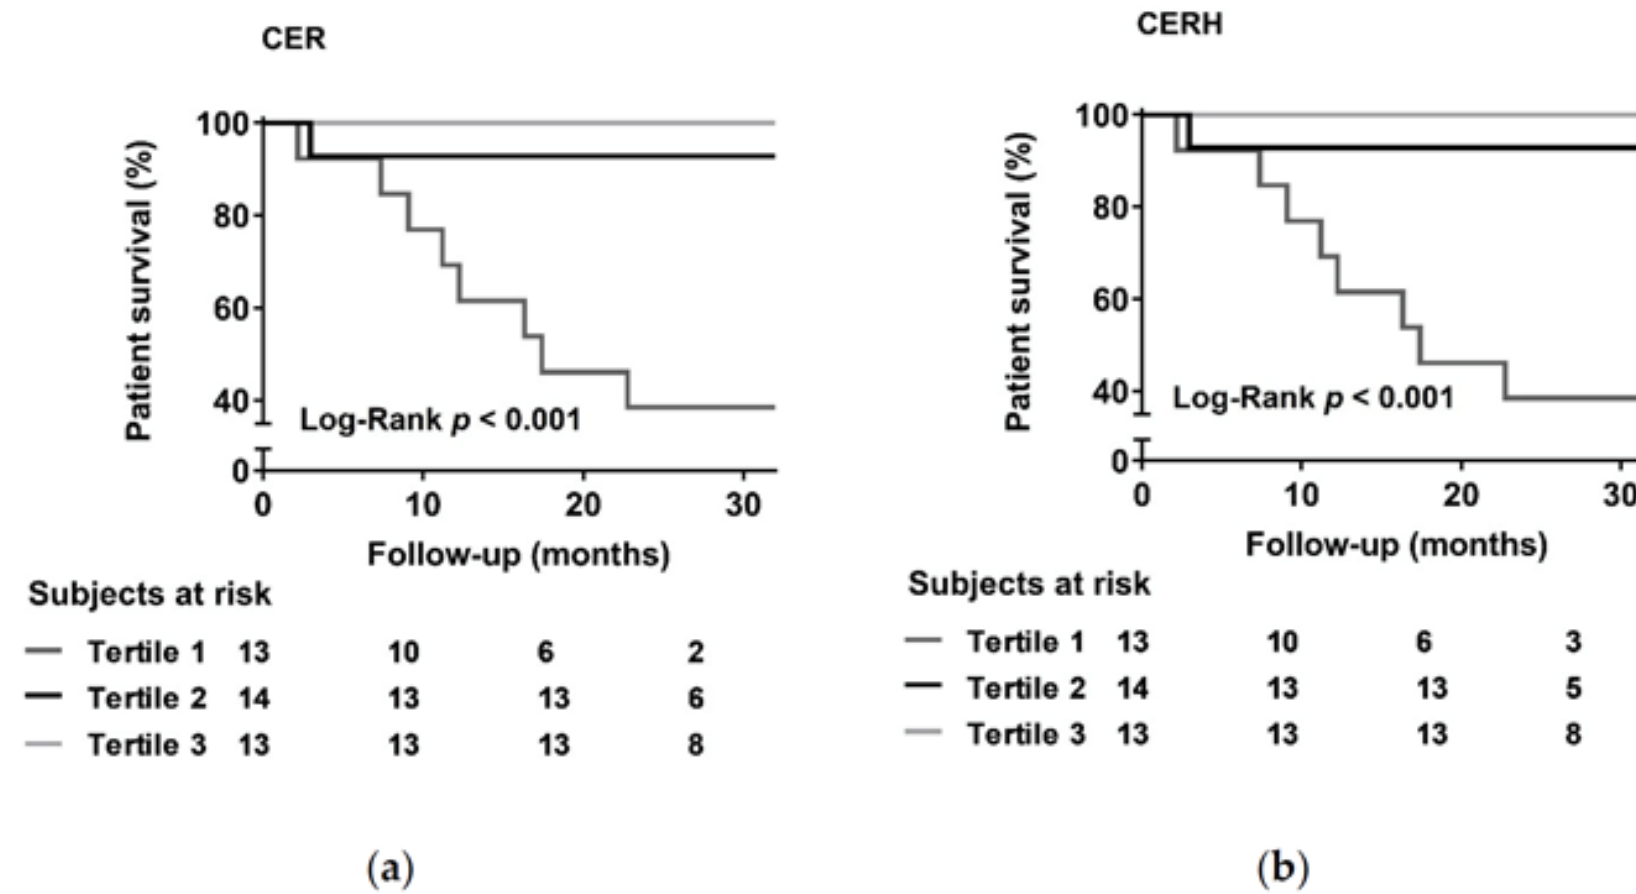 CER
100
80
60
40
0
Patient survival (%)
Log-Rank p < 0.001
0 10 20 30
Follow-up (months)
Subjects at risk
Tertile 1 13 10 6 2
Tertile 2 14 13 13 6
Tertile 3 13 13 13 8
(a)
CERH
100
80
60
40
0
Patient survival (%)
Log-Rank p < 0.001
0 10 20 30
Follow-up (months)
Subjects at risk
Tertile 1 13 10 6 3
Tertile 2 14 13 13 5
Tertile 3 13 13 13 8
(b)